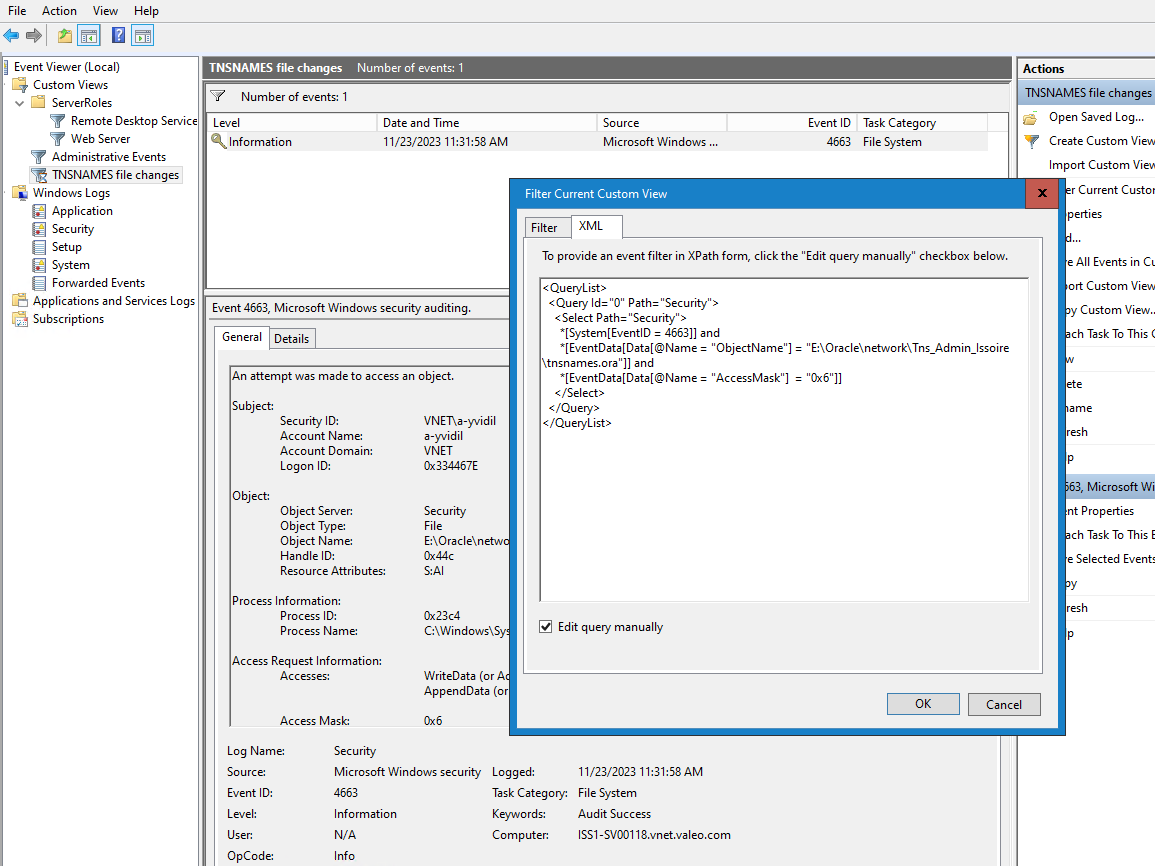 File Action View Help
Event Viewer (Local)
Custom Views
ServerRoles
Remote Desktop Service
Web Server
Administrative Events
TNSNAMES file changes
Windows Logs
Application
Security
Setup
System
Forwarded Events
Applications and Services Logs
Subscriptions
TNSNAMES file changes Number of events: 1
Number of events: 1
Level Date and Time Source Event ID Task Category
Information 11/23/2023 11:31:58 AM Microsoft Windows ... 4663 File System
Event 4663, Microsoft Windows security auditing.
General Details
An attempt was made to access an object.
Subject:
Security ID: VNET\a-yvidil
Account Name: a-yvidil
Account Domain: VNET
Logon ID: 0x334467E
Object:
Object Server: Security
Object Type: File
Object Name: E:\Oracle\netwo
Handle ID: 0x44c
Resource Attributes: S:AI
Process Information:
Process ID: 0x23c4
Process Name: C:\Windows\Sys
Access Request Information:
Accesses: WriteData (or Ad
AppendData (or
Access Mask: 0x6
Log Name: Security
Source: Microsoft Windows security Logged: 11/23/2023 11:31:58 AM
Event ID: 4663 Task Category: File System
Level: Information Keywords: Audit Success
User: N/A Computer: ISS1-SV00118.vnet.valeo.com
OpCode: Info
Filter Current Custom View
Filter XML
To provide an event filter in XPath form, click the "Edit query manually" checkbox below.
<QueryList>
<Query Id="0" Path="Security">
<Select Path="Security">
*[System[EventID = 4663]] and
*[EventData[Data[@Name = "ObjectName"] = "E:\Oracle\network\Tns_Admin_Issoire
\tnsnames.ora"]] and
*[EventData[Data[@Name = "AccessMask"] = "0x6"]]
</Select>
</Query>
</QueryList>
Edit query manually
OK Cancel
Actions
TNSNAMES file changes
Open Saved Log...
Create Custom View
Import Custom View
er Current Custor
perties
d...
e All Events in Cu
ort Custom View
py Custom View...
ach Task To This C
w
ete
name
resh
p
663, Microsoft Wi
ent Properties
ach Task To This E
e Selected Events
py
resh
p